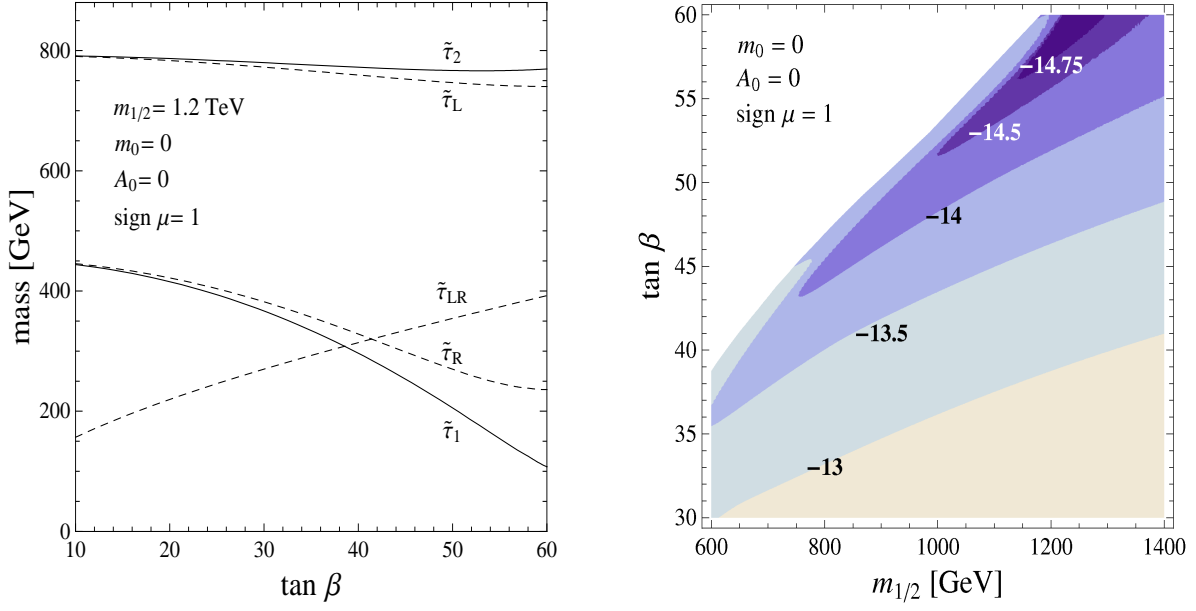 800
600
400
200
0
10
20
30
40
50
60
mass [GeV]
tan β
m1/2= 1.2 TeV
m0= 0
A0= 0
sign μ= 1
τ̃2
τ̃L
τ̃LR
τ̃R
τ̃1
60
55
50
45
40
35
30
600
800
1000
1200
1400
tan β
m1/2 [GeV]
m0 = 0
A0 = 0
sign μ = 1
−14.75
−14.5
−14
−13.5
−13